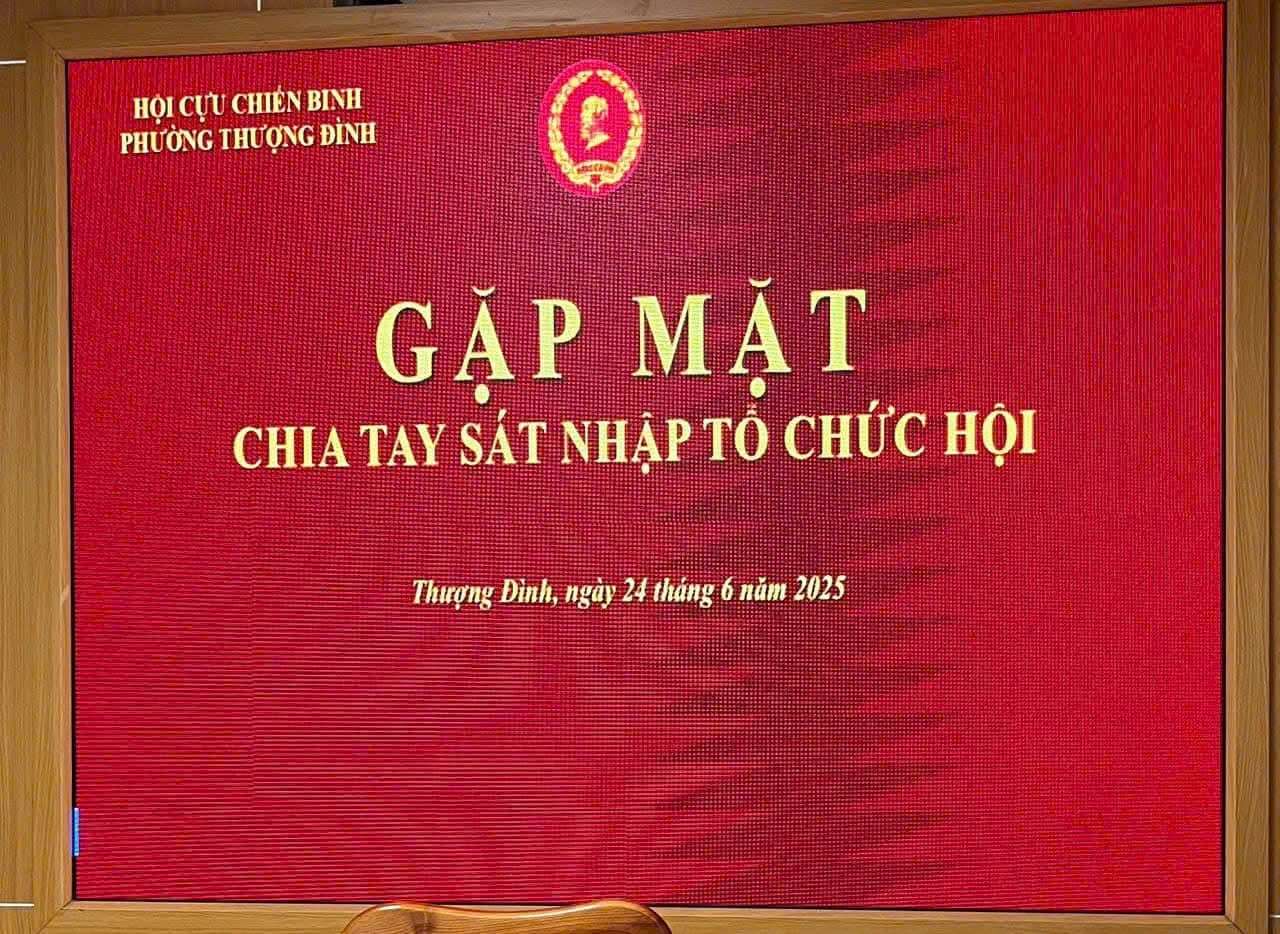 HỘI CỰU CHIẾN BINH
PHƯỜNG THƯỢNG ĐÌNH
GẶP MẶT
CHIA TAY SÁT NHẬP TỔ CHỨC HỘI
Thượng Đình, ngày 24 tháng 6 năm 2025